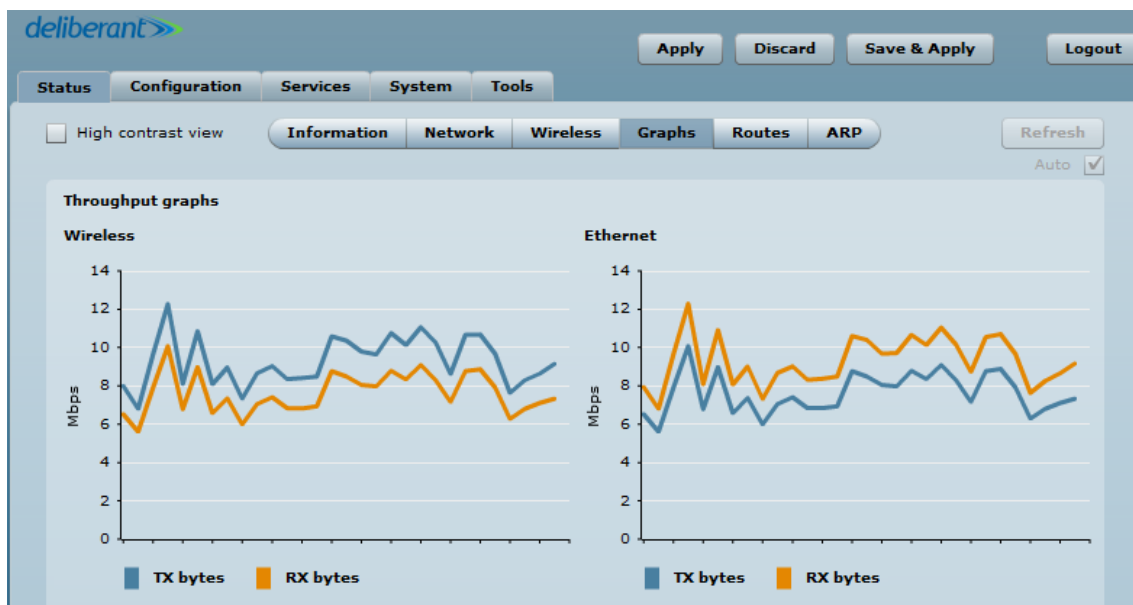 deliberant
Apply Discard Save & Apply Logout
Status Configuration Services System Tools
High contrast view Information Network Wireless Graphs Routes ARP Refresh
Auto
Throughput graphs
Wireless Ethernet
14 14
12 12
10 10
8 8
Mbps Mbps
6 6
4 4
2 2
0 0
TX bytes RX bytes TX bytes RX bytes